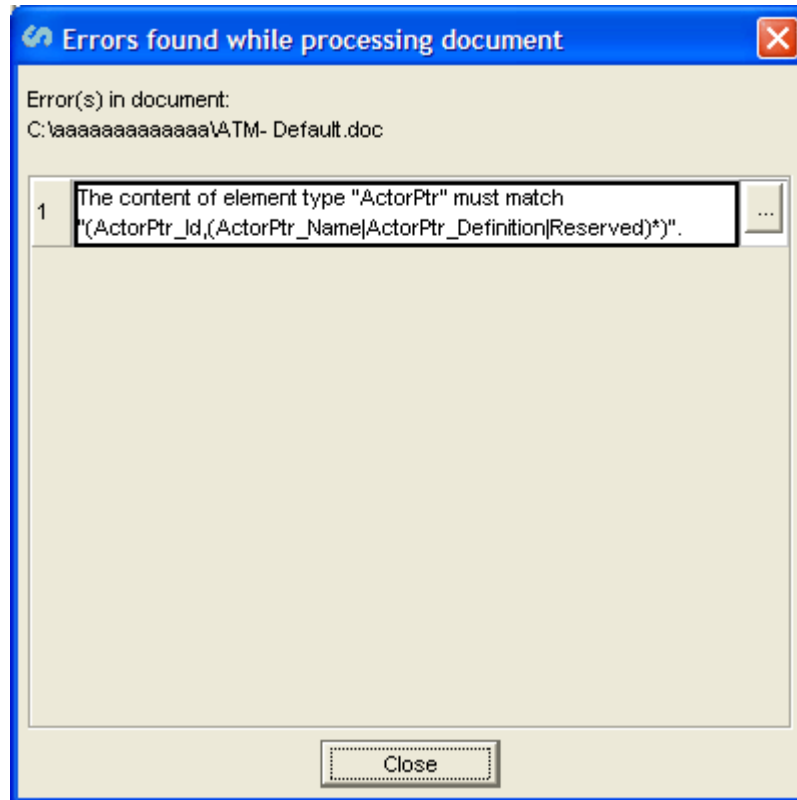 Errors found while processing document
Error(s) in document:
C:\aaaaaaaaaaaaa\ATM- Default.doc
1
The content of element type "ActorPtr" must match
"(ActorPtr_Id,(ActorPtr_Name|ActorPtr_Definition|Reserved)*)".
...
Close